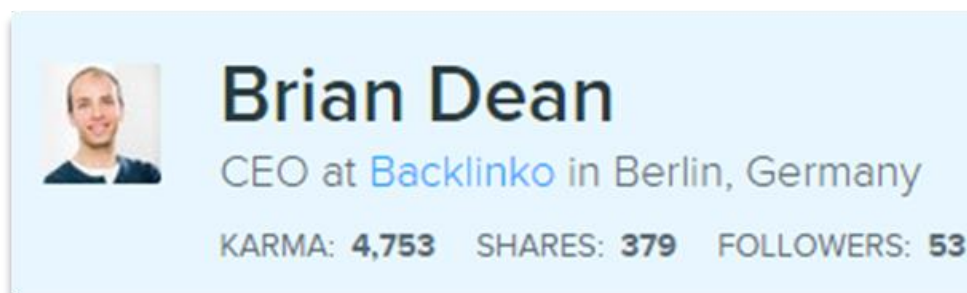 Brian Dean
CEO at Backlinko in Berlin, Germany
KARMA: 4,753 SHARES: 379 FOLLOWERS: 53